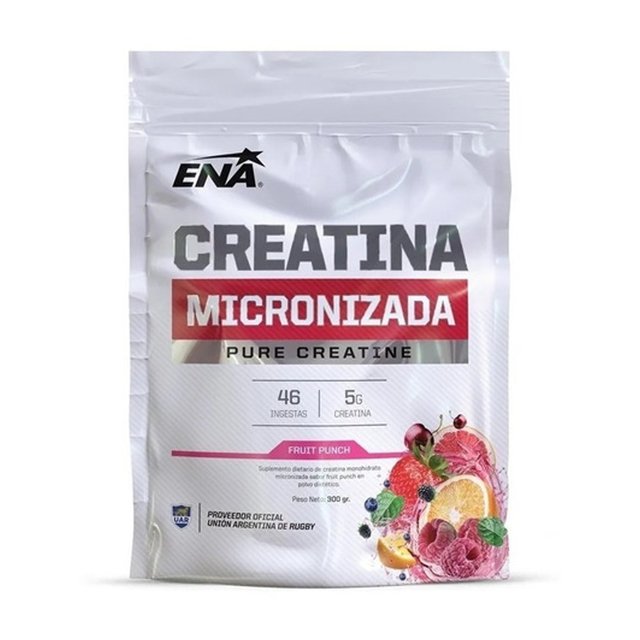 ENA®
CREATINA
MICRONIZADA
PURE CREATINE
46
INGESTAS
5G
CREATINA
FRUIT PUNCH
Suplemento dietario de creatina monohidrato
micronizada sabor fruit punch en
polvo dietético.
Peso Neto: 300 gr.
UAR
PROVEEDOR OFICIAL
UNIÓN ARGENTINA DE RUGBY